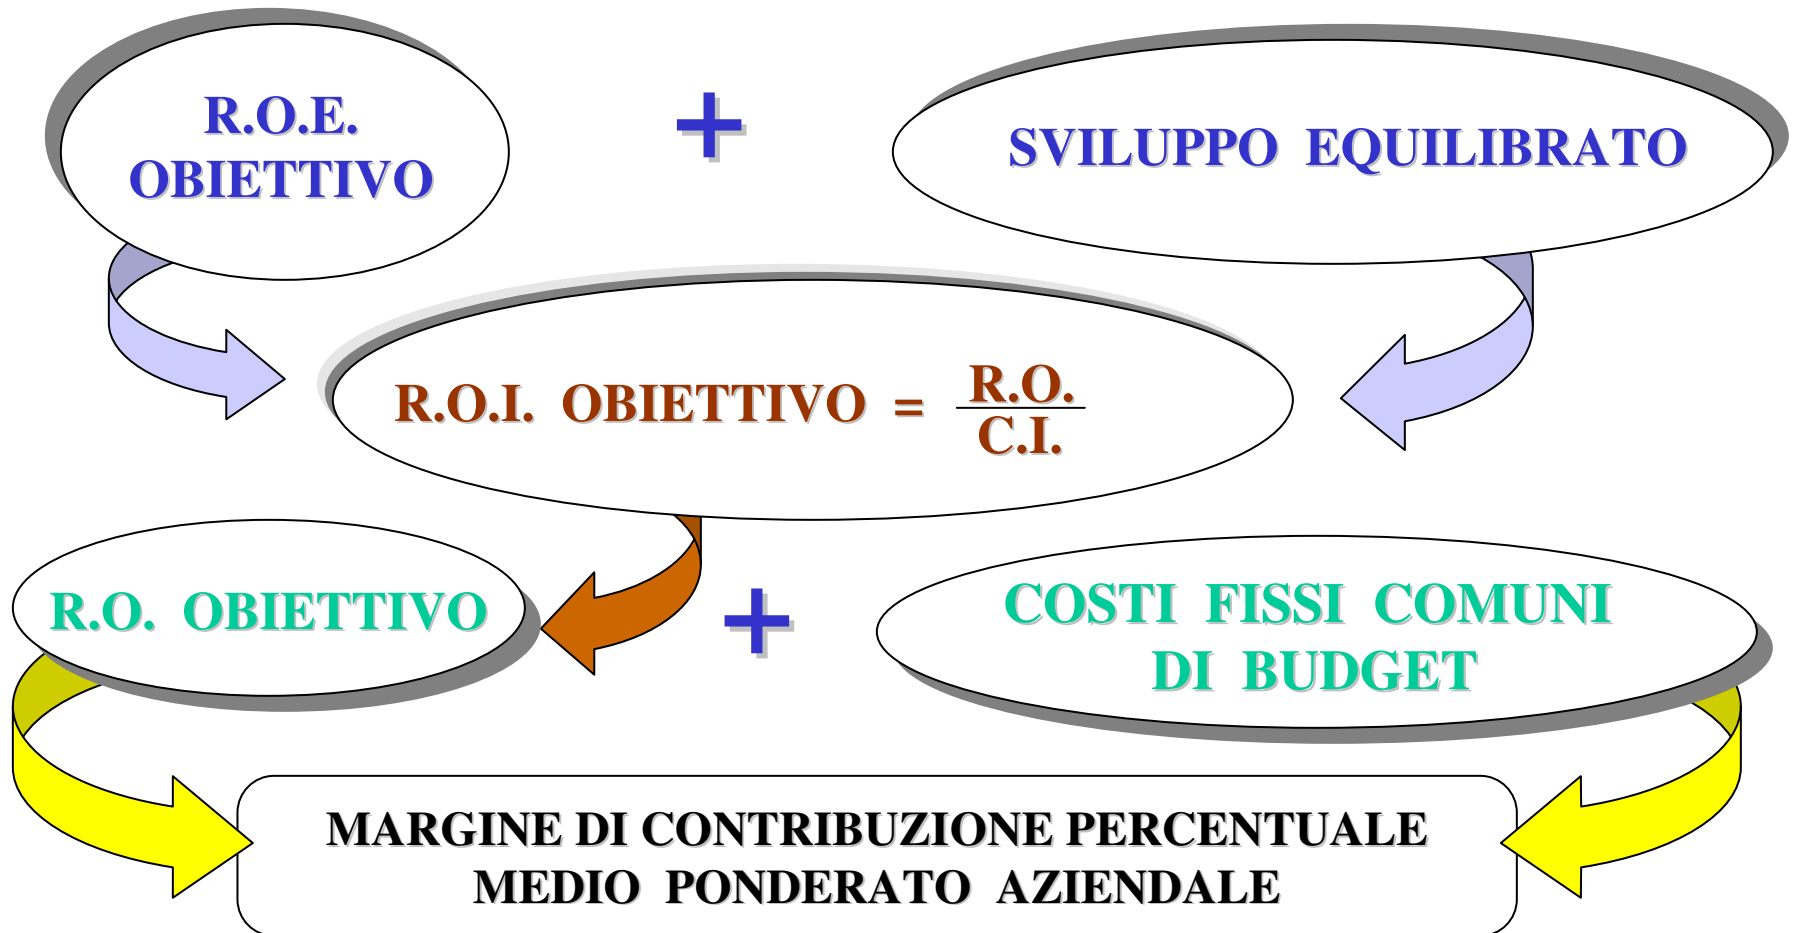 R.O.E.
OBIETTIVO
+
SVILUPPO EQUILIBRATO
R.O.I. OBIETTIVO = R.O.
C.I.
R.O. OBIETTIVO
+
COSTI FISSI COMUNI
DI BUDGET
MARGINE DI CONTRIBUZIONE PERCENTUALE
MEDIO PONDERATO AZIENDALE